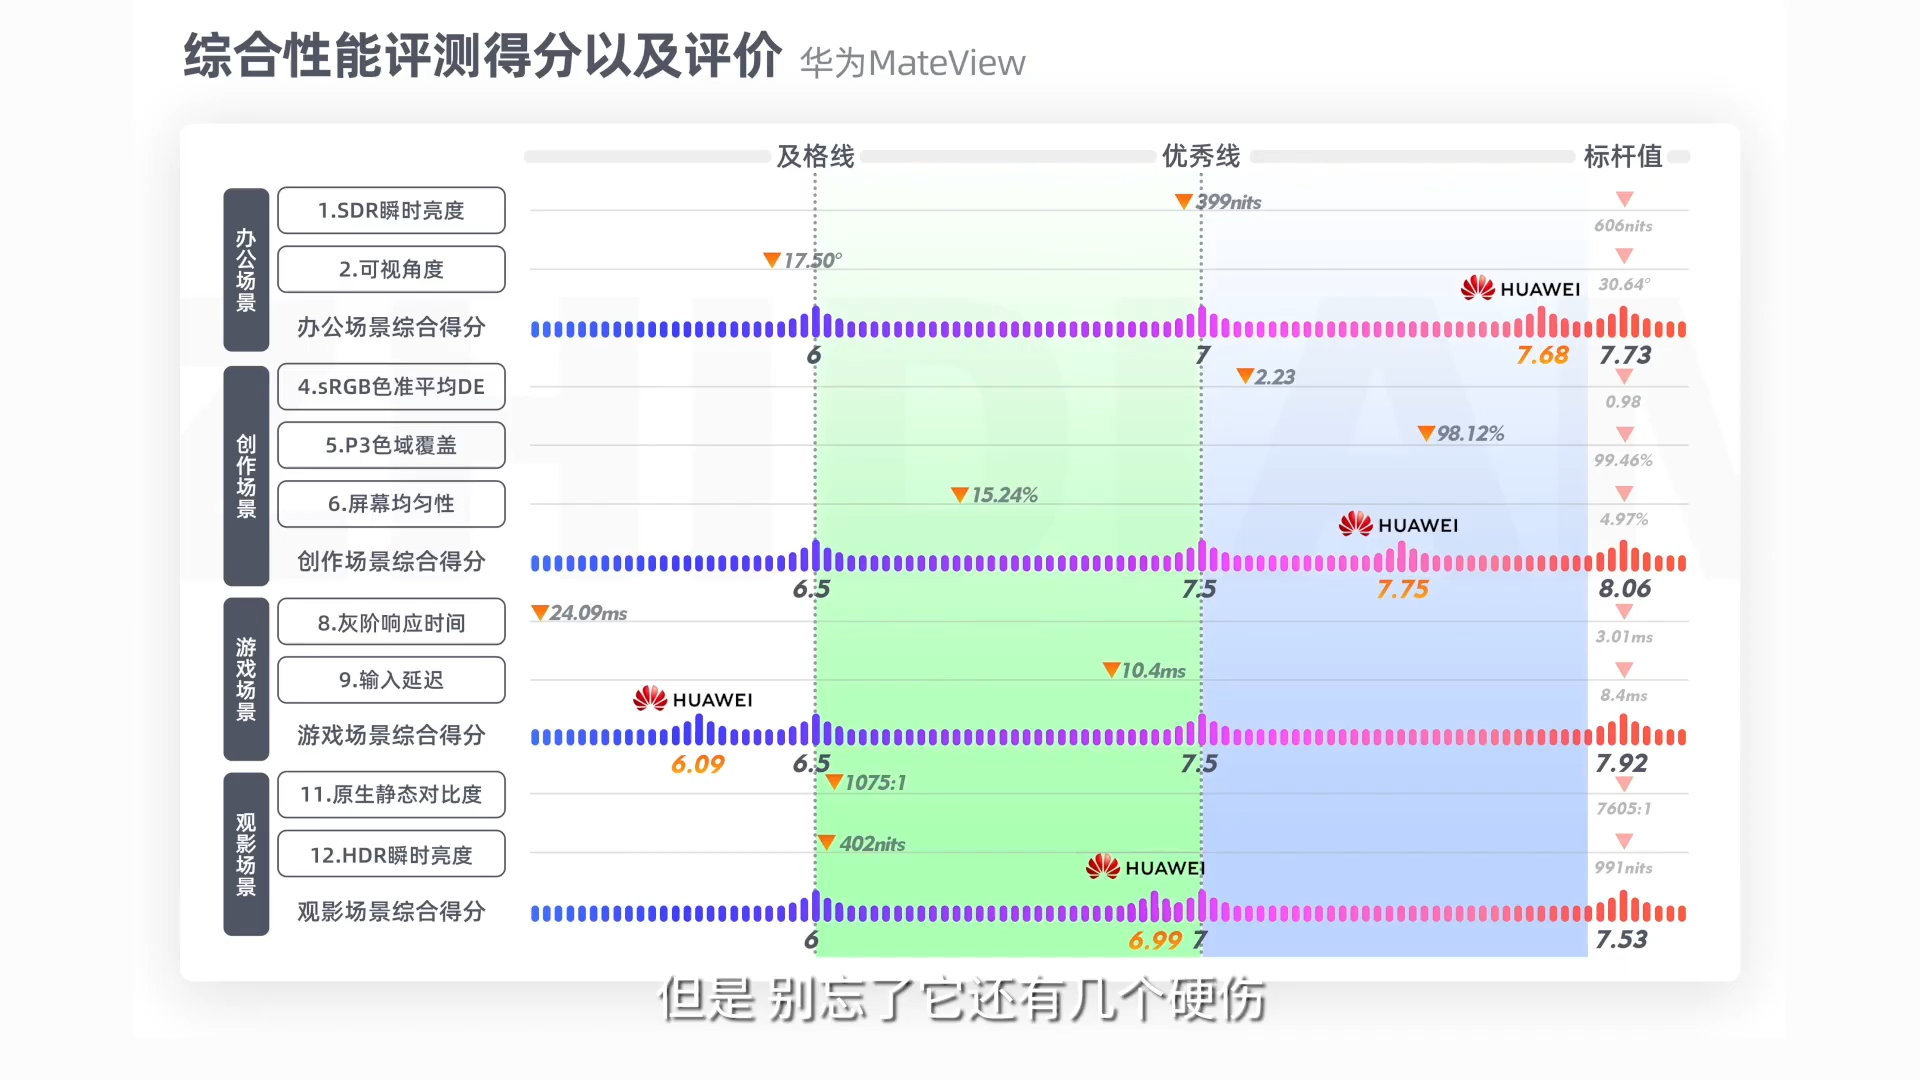 综合性能评测得分以及评价 华为MateView
及格线 优秀线 标杆值
办公场景
1.SDR瞬时亮度 399nits 606nits
2.可视角度 17.50° 30.64°
HUAWEI
办公场景综合得分
6 7 7.68 7.73
创作场景
4.sRGB色准平均DE 2.23 0.98
5.P3色域覆盖 98.12% 99.46%
6.屏幕均匀性 15.24% 4.97%
HUAWEI
创作场景综合得分
6.5 7.5 7.75 8.06
游戏场景
8.灰阶响应时间 24.09ms 3.01ms
9.输入延迟 10.4ms 8.4ms
HUAWEI
游戏场景综合得分
6.09 6.5 7.5 7.92
观影场景
11.原生静态对比度 1075:1 7605:1
12.HDR瞬时亮度 402nits 991nits
HUAWEI
观影场景综合得分
6 6.99 7 7.53
但是 别忘了它还有几个硬伤